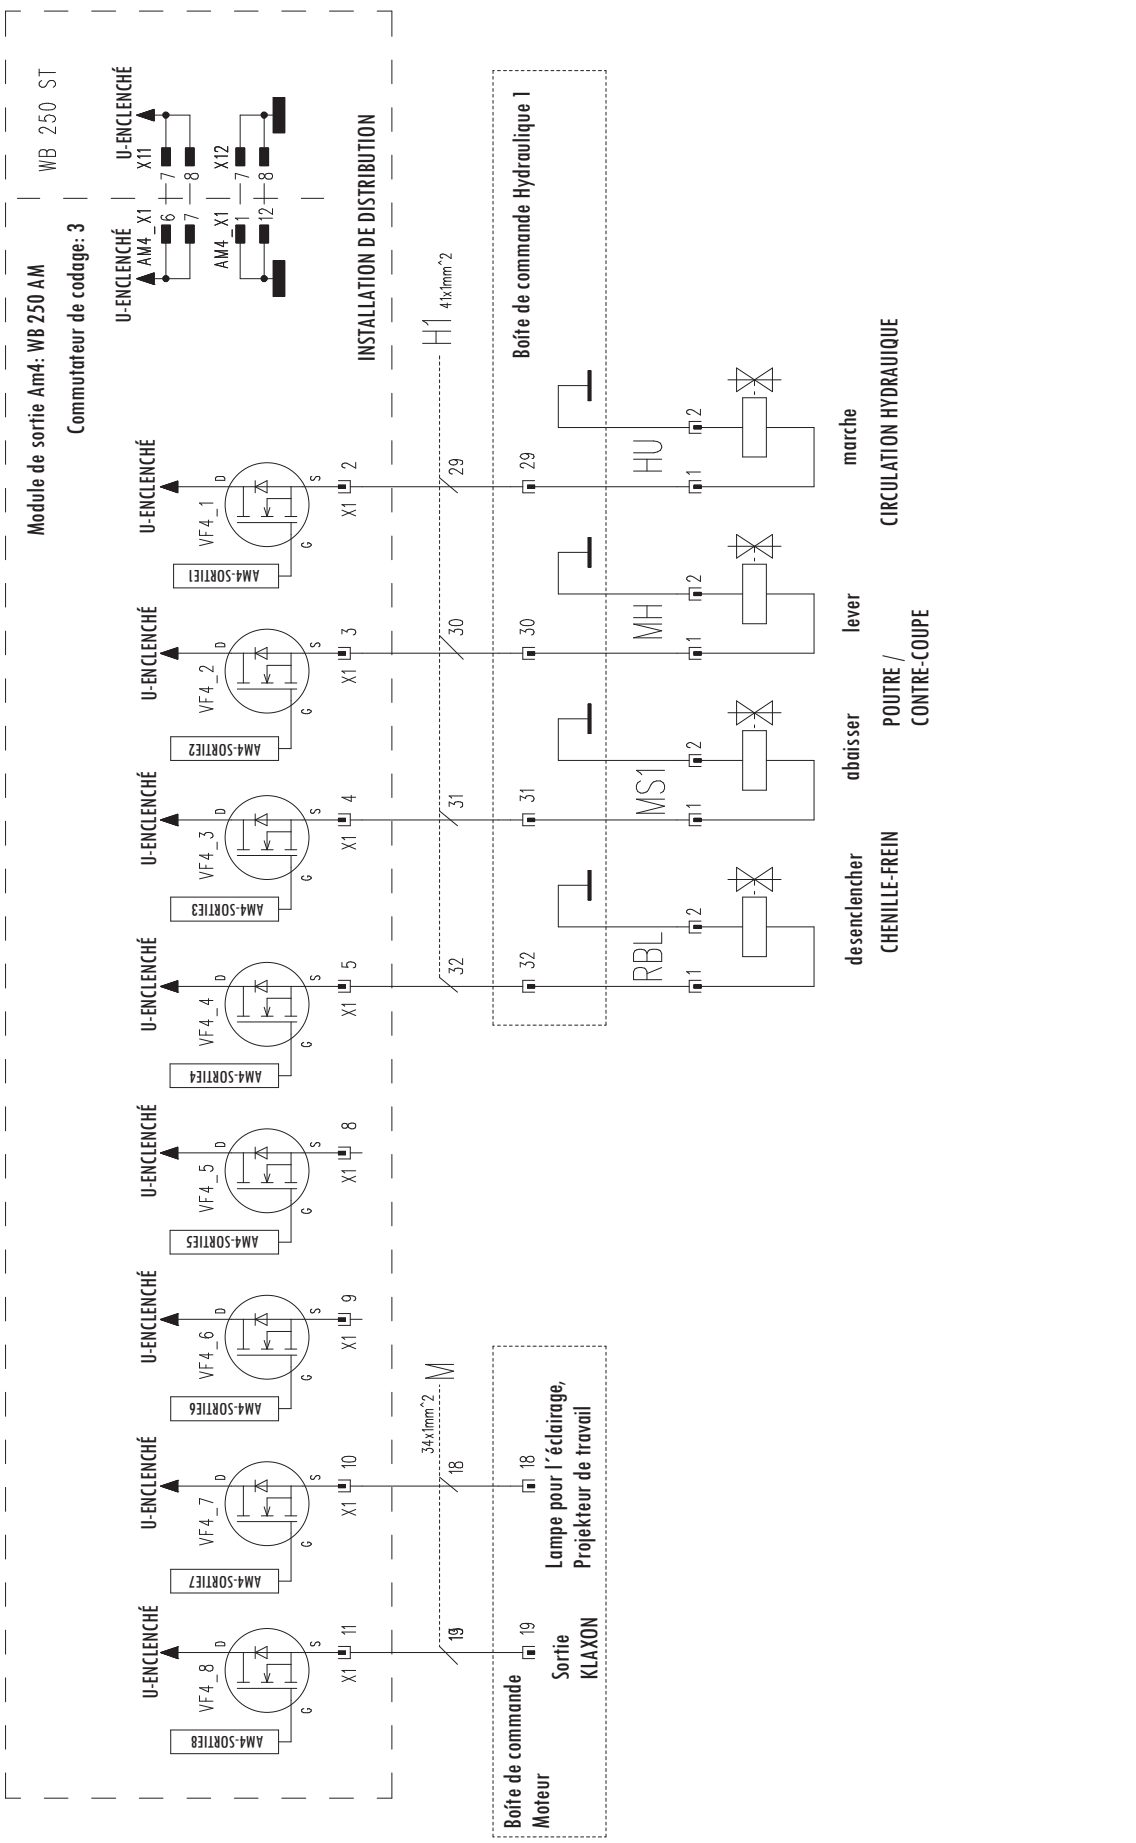 Module de sortie Am4: WB 250 AM
Commutateur de codage: 3
WB 250 ST
U-ENCLENCHÉ
AM4_X1
6
7
7
8
X11
U-ENCLENCHÉ
AM4_X1
1
12
7
8
X12
INSTALLATION DE DISTRIBUTION
U-ENCLENCHÉ
VF4_8
D
S
G
AM4-SORTIE8
X1
11
U-ENCLENCHÉ
VF4_7
D
S
G
AM4-SORTIE7
X1
10
U-ENCLENCHÉ
VF4_6
D
S
G
AM4-SORTIE6
X1
9
U-ENCLENCHÉ
VF4_5
D
S
G
AM4-SORTIE5
X1
8
U-ENCLENCHÉ
VF4_4
D
S
G
AM4-SORTIE4
X1
5
U-ENCLENCHÉ
VF4_3
D
S
G
AM4-SORTIE3
X1
4
U-ENCLENCHÉ
VF4_2
D
S
G
AM4-SORTIE2
X1
3
U-ENCLENCHÉ
VF4_1
D
S
G
AM4-SORTIE1
X1
2
19
18
34x1mm^2
M
32
31
30
29
H1 41x1mm^2
Boíte de commande
Moteur
19
Sortie
KLAXON
18
Lampe pour l´éclairage,
Projekteur de travail
Boíte de commande Hydraulique 1
32
31
30
29
RBL
1
2
MS1
1
2
MH
1
2
HU
1
2
desenclencher
CHENILLE-FREIN
abaisser
lever
POUTRE /
CONTRE-COUPE
marche
CIRCULATION HYDRAUIQUE